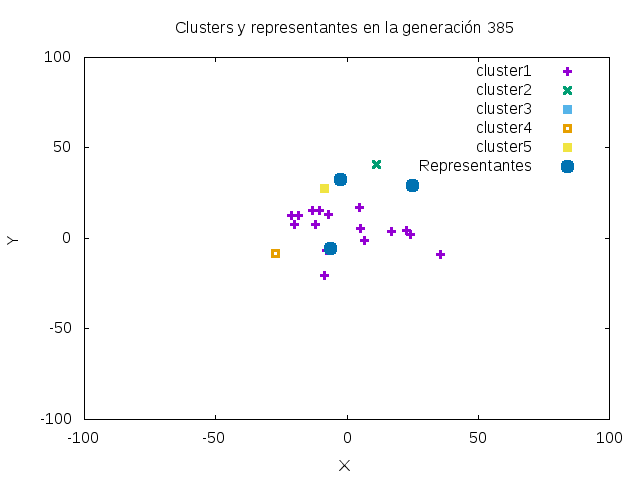 Clusters y representantes en la generación 385
100
50
0
-50
-100
-100
-50
0
50
100
Y
X
cluster1
cluster2
cluster3
cluster4
cluster5
Representantes